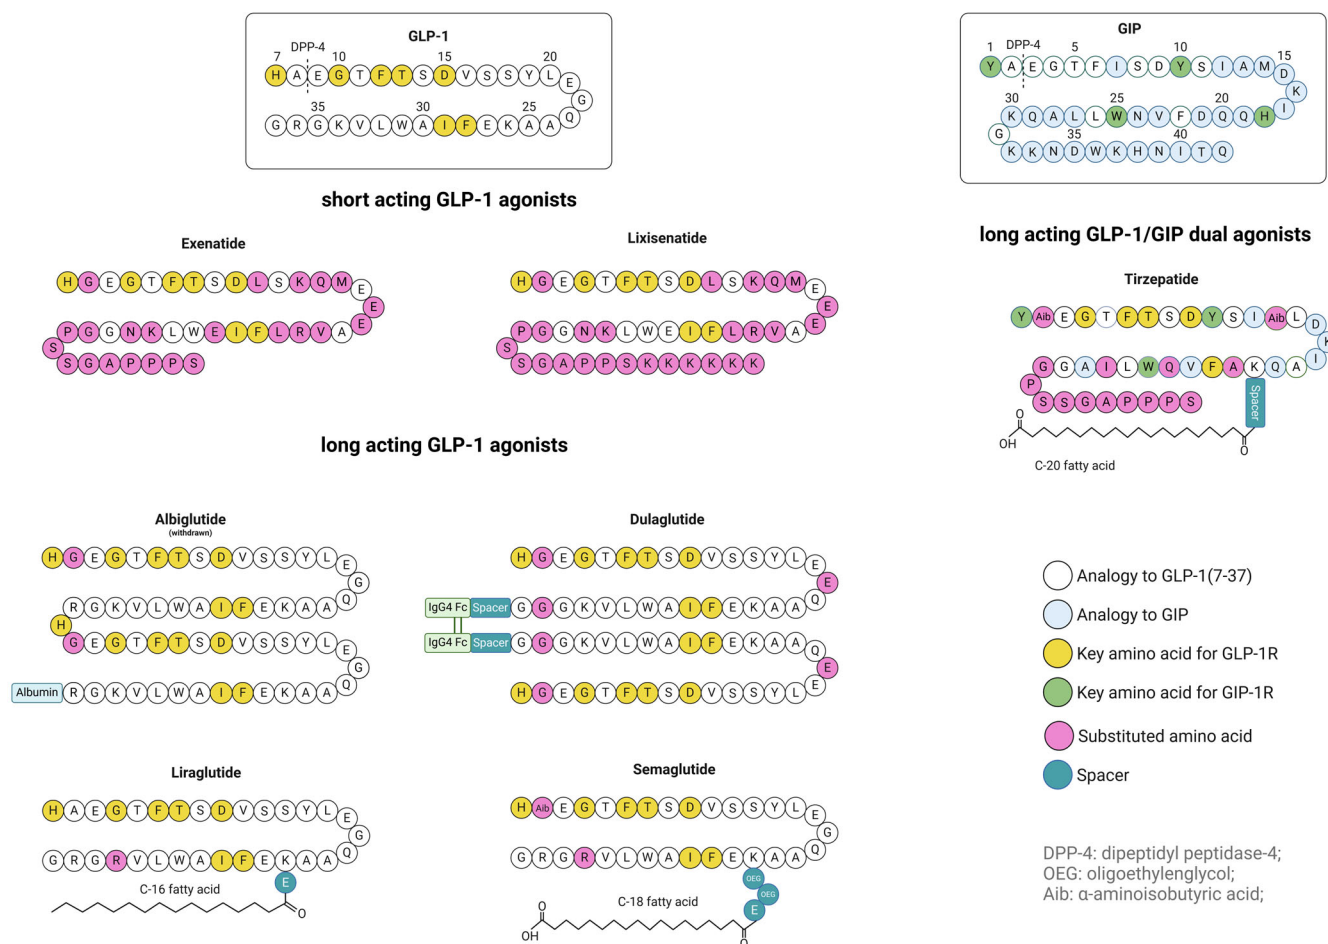 GLP-1
7 DPP-4 10 15 20
H A E G T F T S D V S S Y L E
G
35 30 25
G R G K V L W A I F E K A A Q
GIP
1 DPP-4 5 10 15
Y A E G T F I S D Y S I A M D
K
30 25 20
K Q A L L W N V F D Q Q H I
G
35 40
K K N D W K H N I T Q
short acting GLP-1 agonists
Exenatide
H G E G T F T S D L S K Q M E
E
P G G N K L W E I F L R V A E
S
S G A P P P S
Lixisenatide
H G E G T F T S D L S K Q M E
E
P G G N K L W E I F L R V A E
S
S G A P P S K K K K K K
long acting GLP-1/GIP dual agonists
Tirzepatide
Y Aib E G T F T S D Y S I Aib L D
K
G G A I L W Q V F A K Q A I
P
S S G A P P P S
Spacer
O
OH
O
C-20 fatty acid
long acting GLP-1 agonists
Albiglutide
(withdrawn)
H G E G T F T S D V S S Y L E
G
R G K V L W A I F E K A A Q
H
G E G T F T S D V S S Y L E
G
Albumin R G K V L W A I F E K A A Q
Dulaglutide
H G E G T F T S D V S S Y L E
E
IgG4 Fc Spacer G G G K V L W A I F E K A A Q
IgG4 Fc Spacer G G G K V L W A I F E K A A Q
E
H G E G T F T S D V S S Y L E
Liraglutide
H A E G T F T S D V S S Y L E
G
G R G R V L W A I F E K A A Q
E
C-16 fatty acid
O
Semaglutide
H Aib E G T F T S D V S S Y L E
G
G R G R V L W A I F E K A A Q
OEG
OEG
E
C-18 fatty acid
O
OH
O
Analogy to GLP-1(7-37)
Analogy to GIP
Key amino acid for GLP-1R
Key amino acid for GIP-1R
Substituted amino acid
Spacer
DPP-4: dipeptidyl peptidase-4;
OEG: oligoethylenglycol;
Aib: α-aminoisobutyric acid;